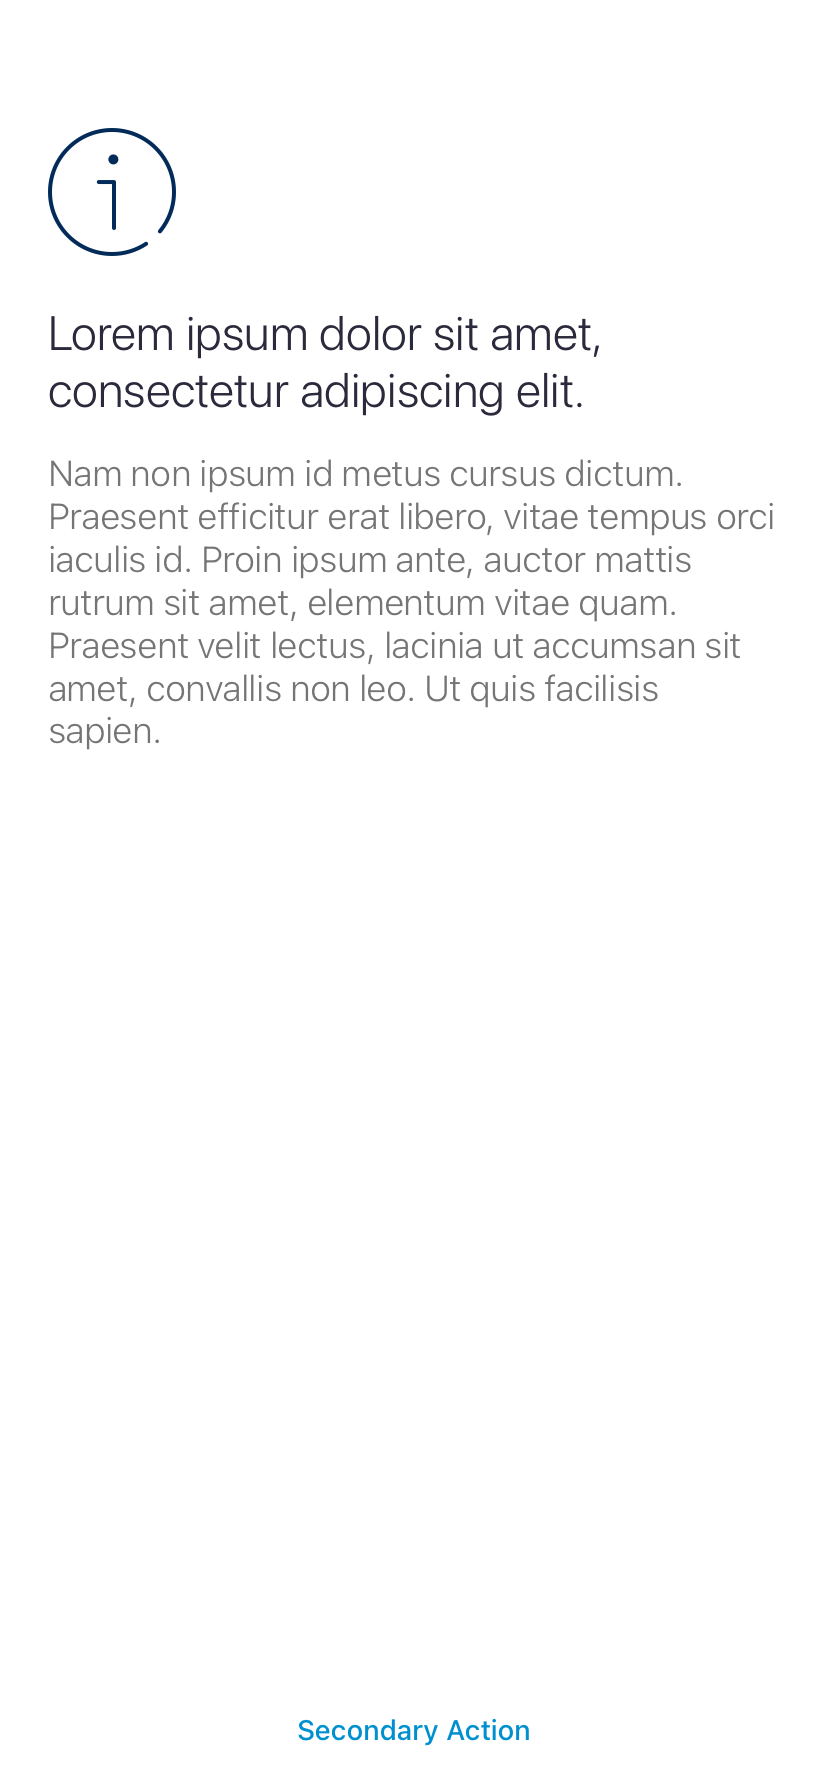 Lorem ipsum dolor sit amet,
consectetur adipiscing elit.
Nam non ipsum id metus cursus dictum.
Praesent efficitur erat libero, vitae tempus orci
iaculis id. Proin ipsum ante, auctor mattis
rutrum sit amet, elementum vitae quam.
Praesent velit lectus, lacinia ut accumsan sit
amet, convallis non leo. Ut quis facilisis
sapien.
Secondary Action